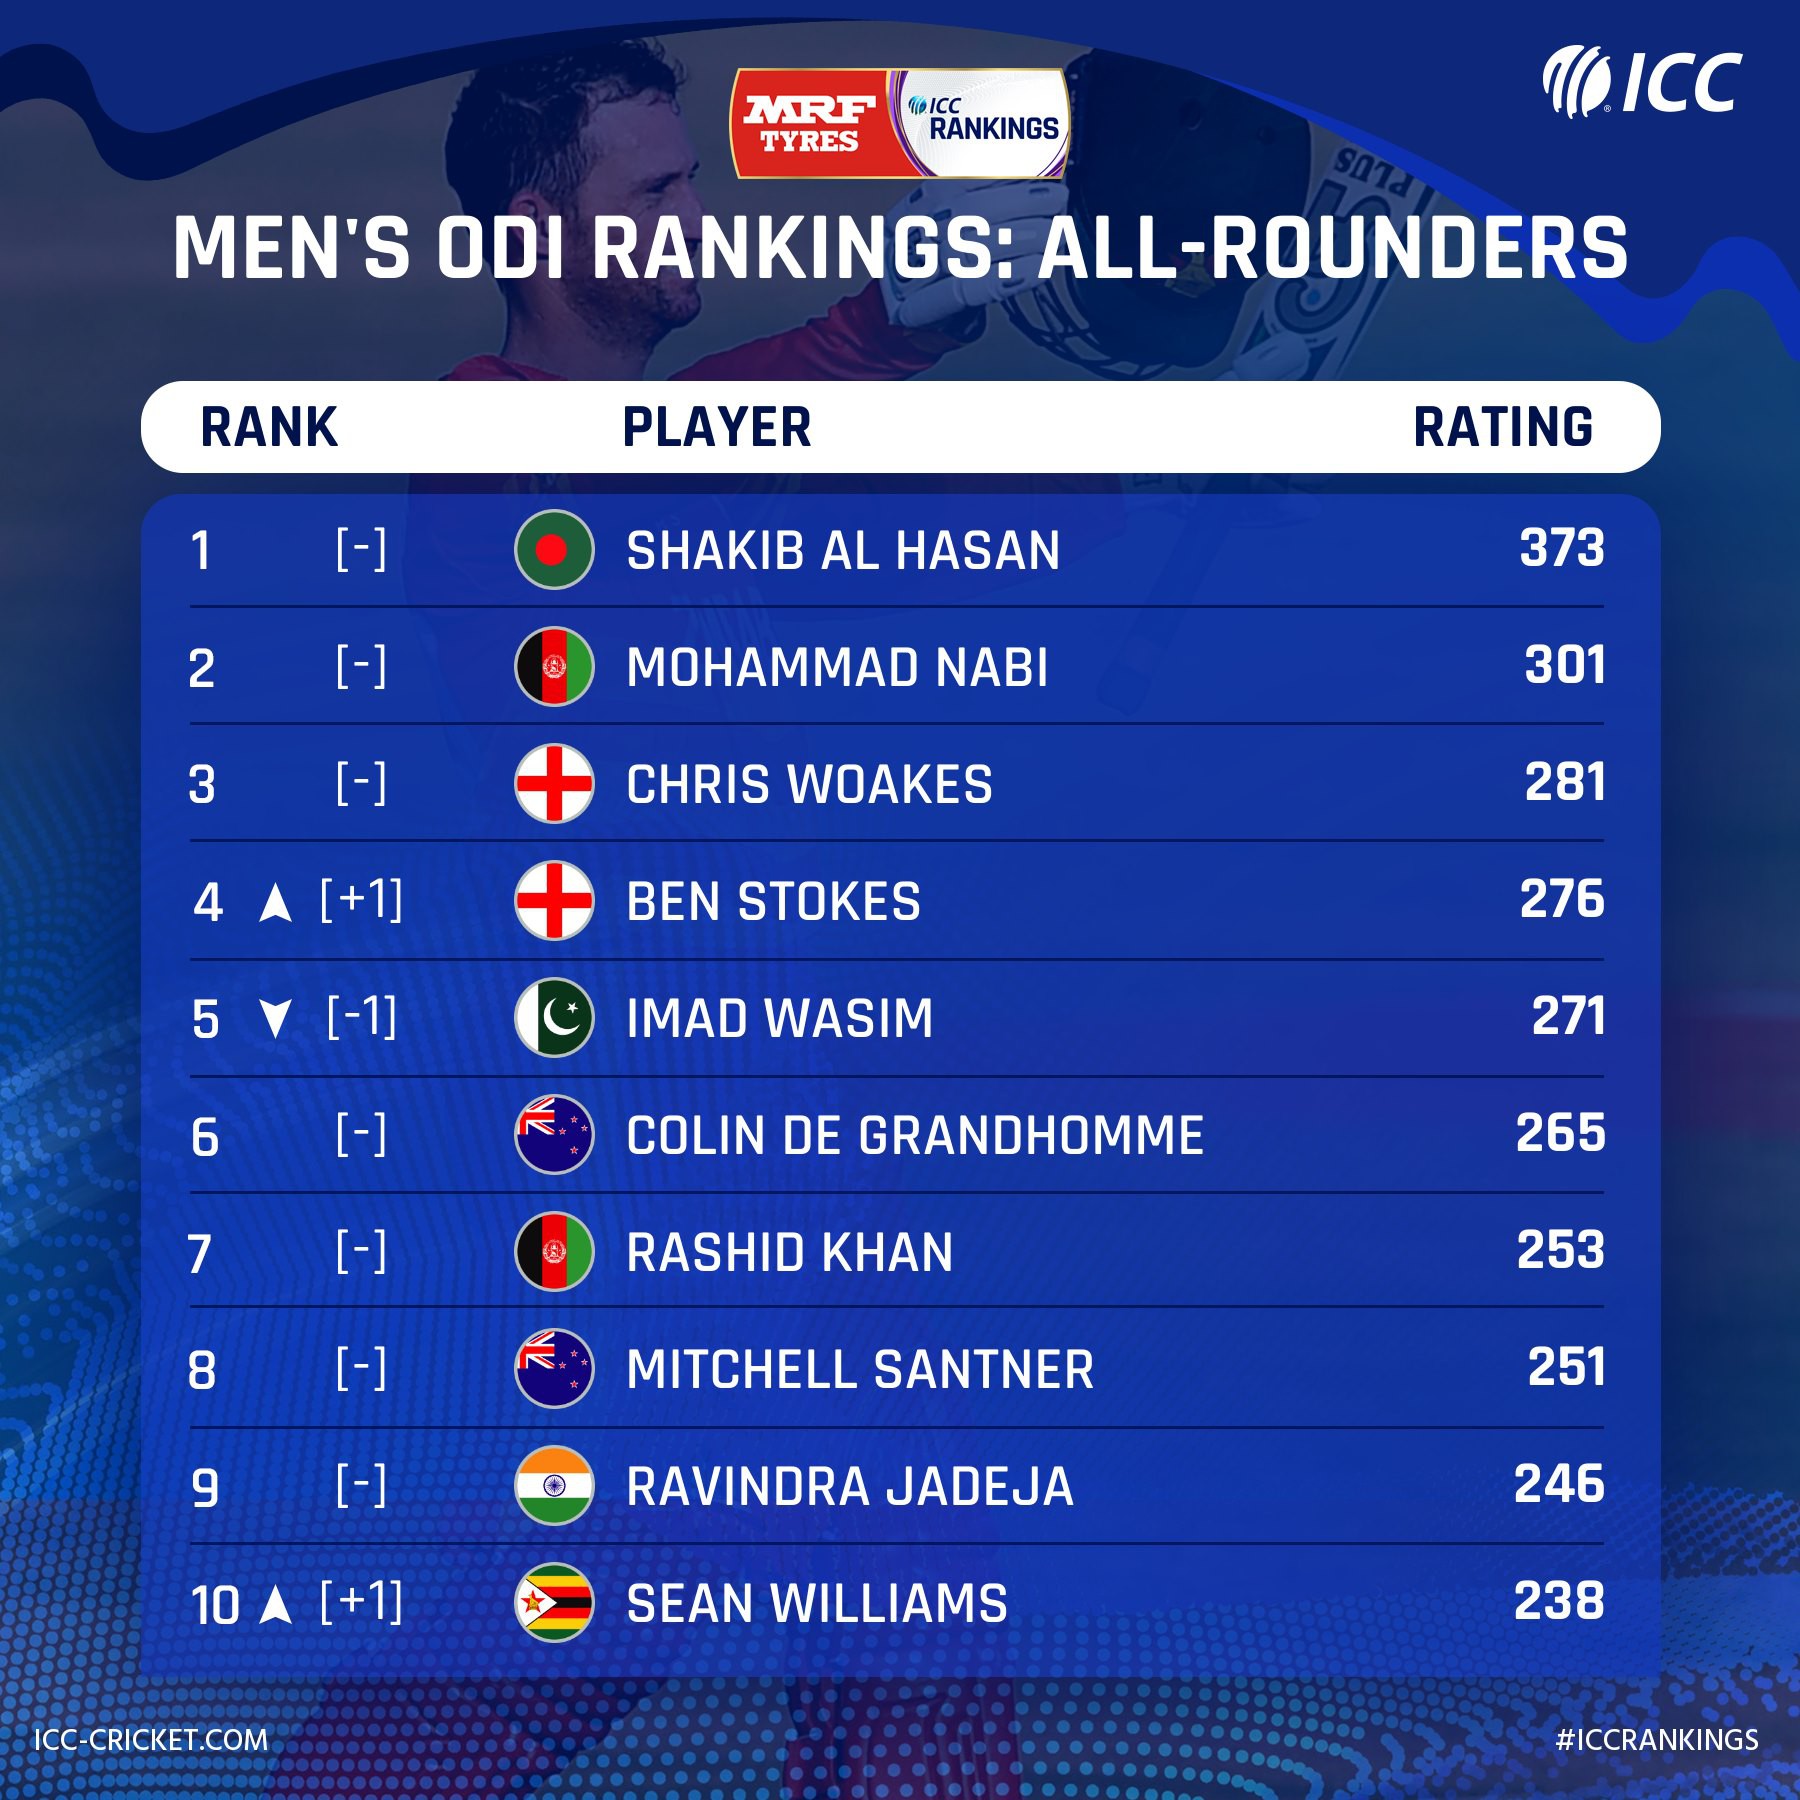 ICC
MRF
TYRES
ICC
RANKINGS
PLUS
MEN'S ODI RANKINGS: ALL-ROUNDERS
RANK PLAYER RATING
1 [-] SHAKIB AL HASAN 373
2 [-] MOHAMMAD NABI 301
3 [-] CHRIS WOAKES 281
4 ▲ [+1] BEN STOKES 276
5 ▼ [-1] IMAD WASIM 271
6 [-] COLIN DE GRANDHOMME 265
7 [-] RASHID KHAN 253
8 [-] MITCHELL SANTNER 251
9 [-] RAVINDRA JADEJA 246
10 ▲ [+1] SEAN WILLIAMS 238
ICC-CRICKET.COM #ICCRANKINGS